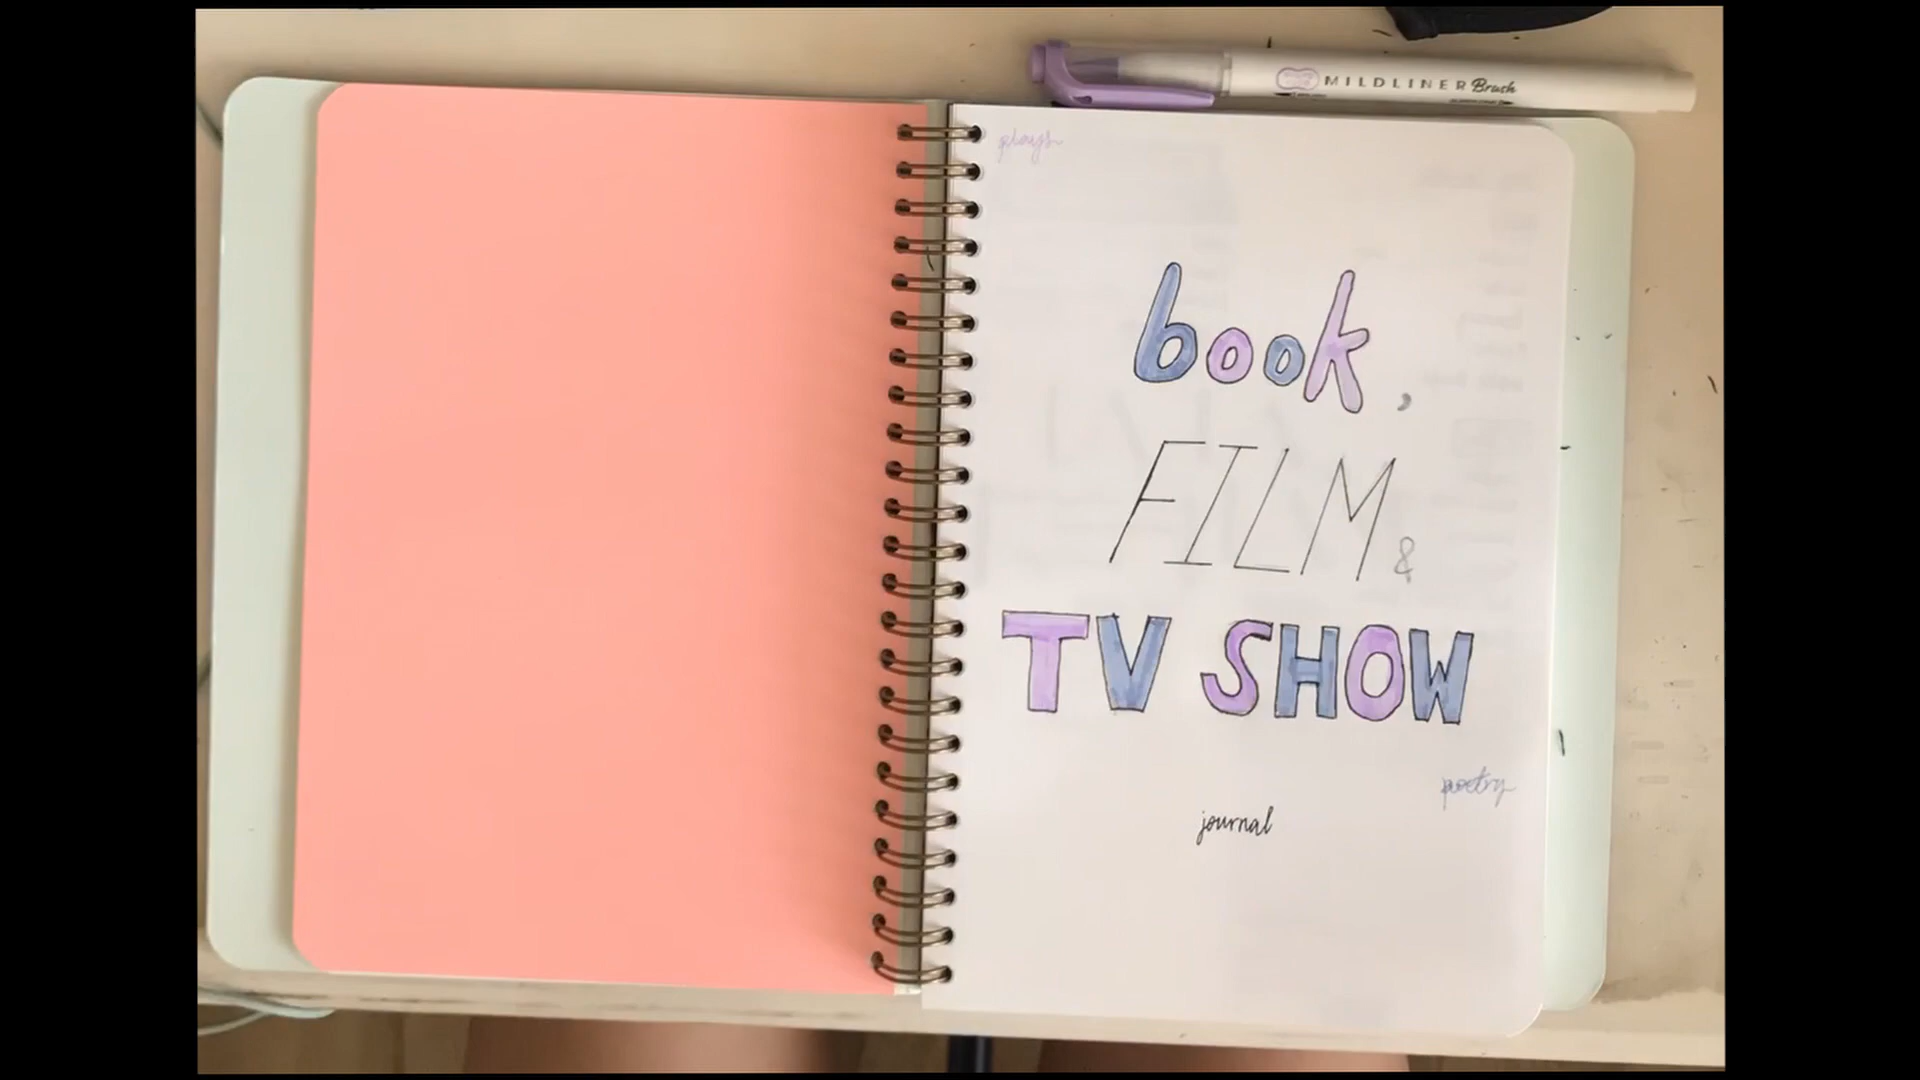 MILDLINER Brush
plays
book,
FILM &
TV SHOW
poetry
journal